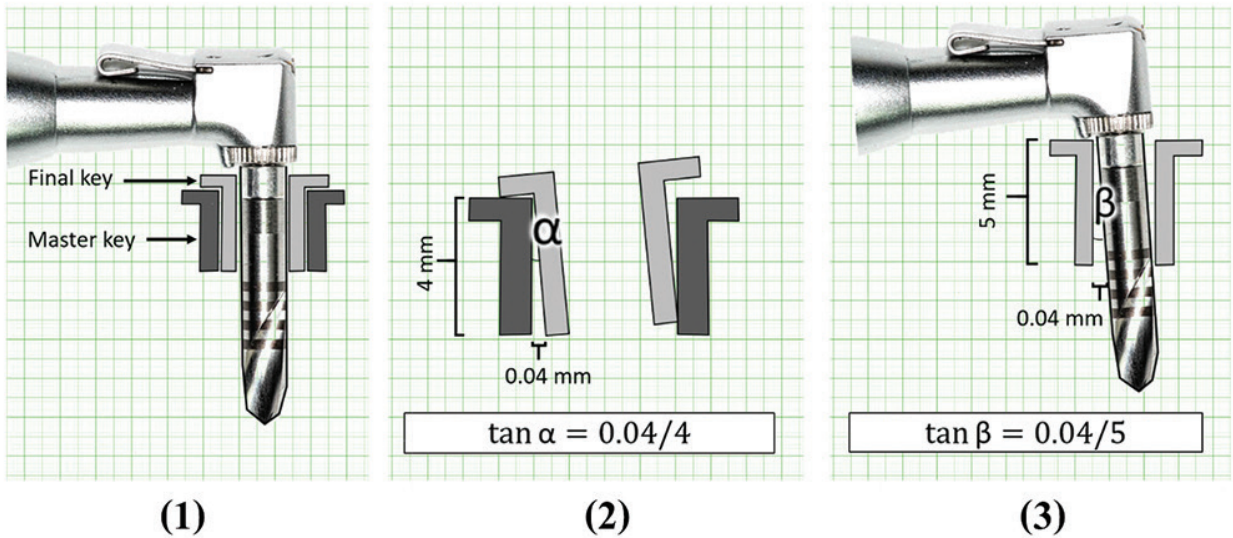 Final key
Master key
(1)
4 mm
α
0.04 mm
tan α = 0.04/4
(2)
5 mm
β
0.04 mm
tan β = 0.04/5
(3)